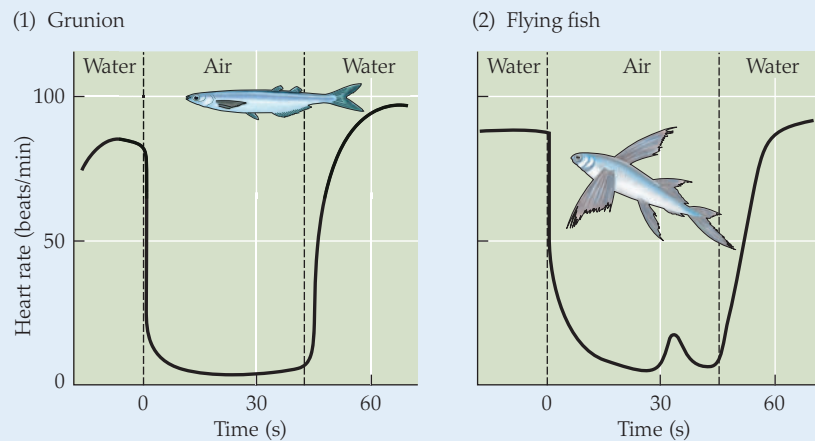 (1) Grunion
Water
Air
Water
100
50
0
Heart rate (beats/min)
0
30
60
Time (s)
(2) Flying fish
Water
Air
Water
0
30
60
Time (s)